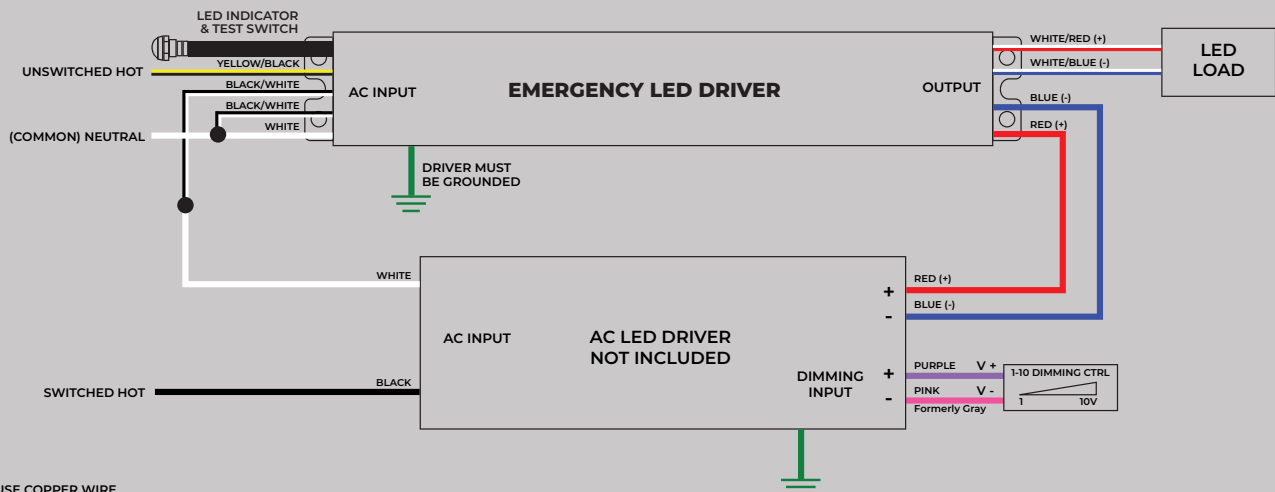 LED INDICATOR
& TEST SWITCH
UNSWITCHED HOT
YELLOW/BLACK
BLACK/WHITE
BLACK/WHITE
WHITE
(COMMON) NEUTRAL
AC INPUT
EMERGENCY LED DRIVER
OUTPUT
WHITE/RED (+)
WHITE/BLUE (-)
BLUE (-)
RED (+)
LED
LOAD
DRIVER MUST
BE GROUNDED
WHITE
AC INPUT
AC LED DRIVER
NOT INCLUDED
+
-
RED (+)
BLUE (-)
SWITCHED HOT
BLACK
DIMMING
INPUT
+
-
PURPLE V +
PINK V -
Formerly Gray
1-10 DIMMING CTRL
1 10V
USE COPPER WIRE